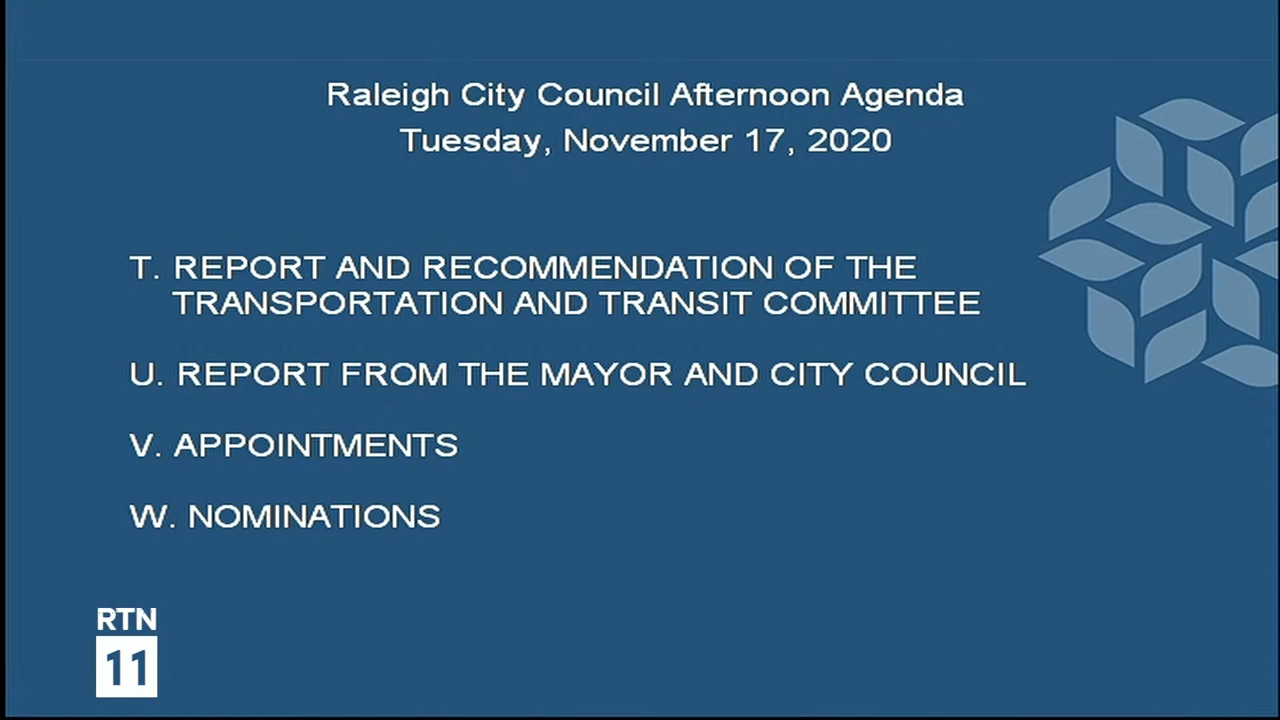 Raleigh City Council Afternoon Agenda
Tuesday, November 17, 2020
T. REPORT AND RECOMMENDATION OF THE
TRANSPORTATION AND TRANSIT COMMITTEE
U. REPORT FROM THE MAYOR AND CITY COUNCIL
V. APPOINTMENTS
W. NOMINATIONS
RTN
11